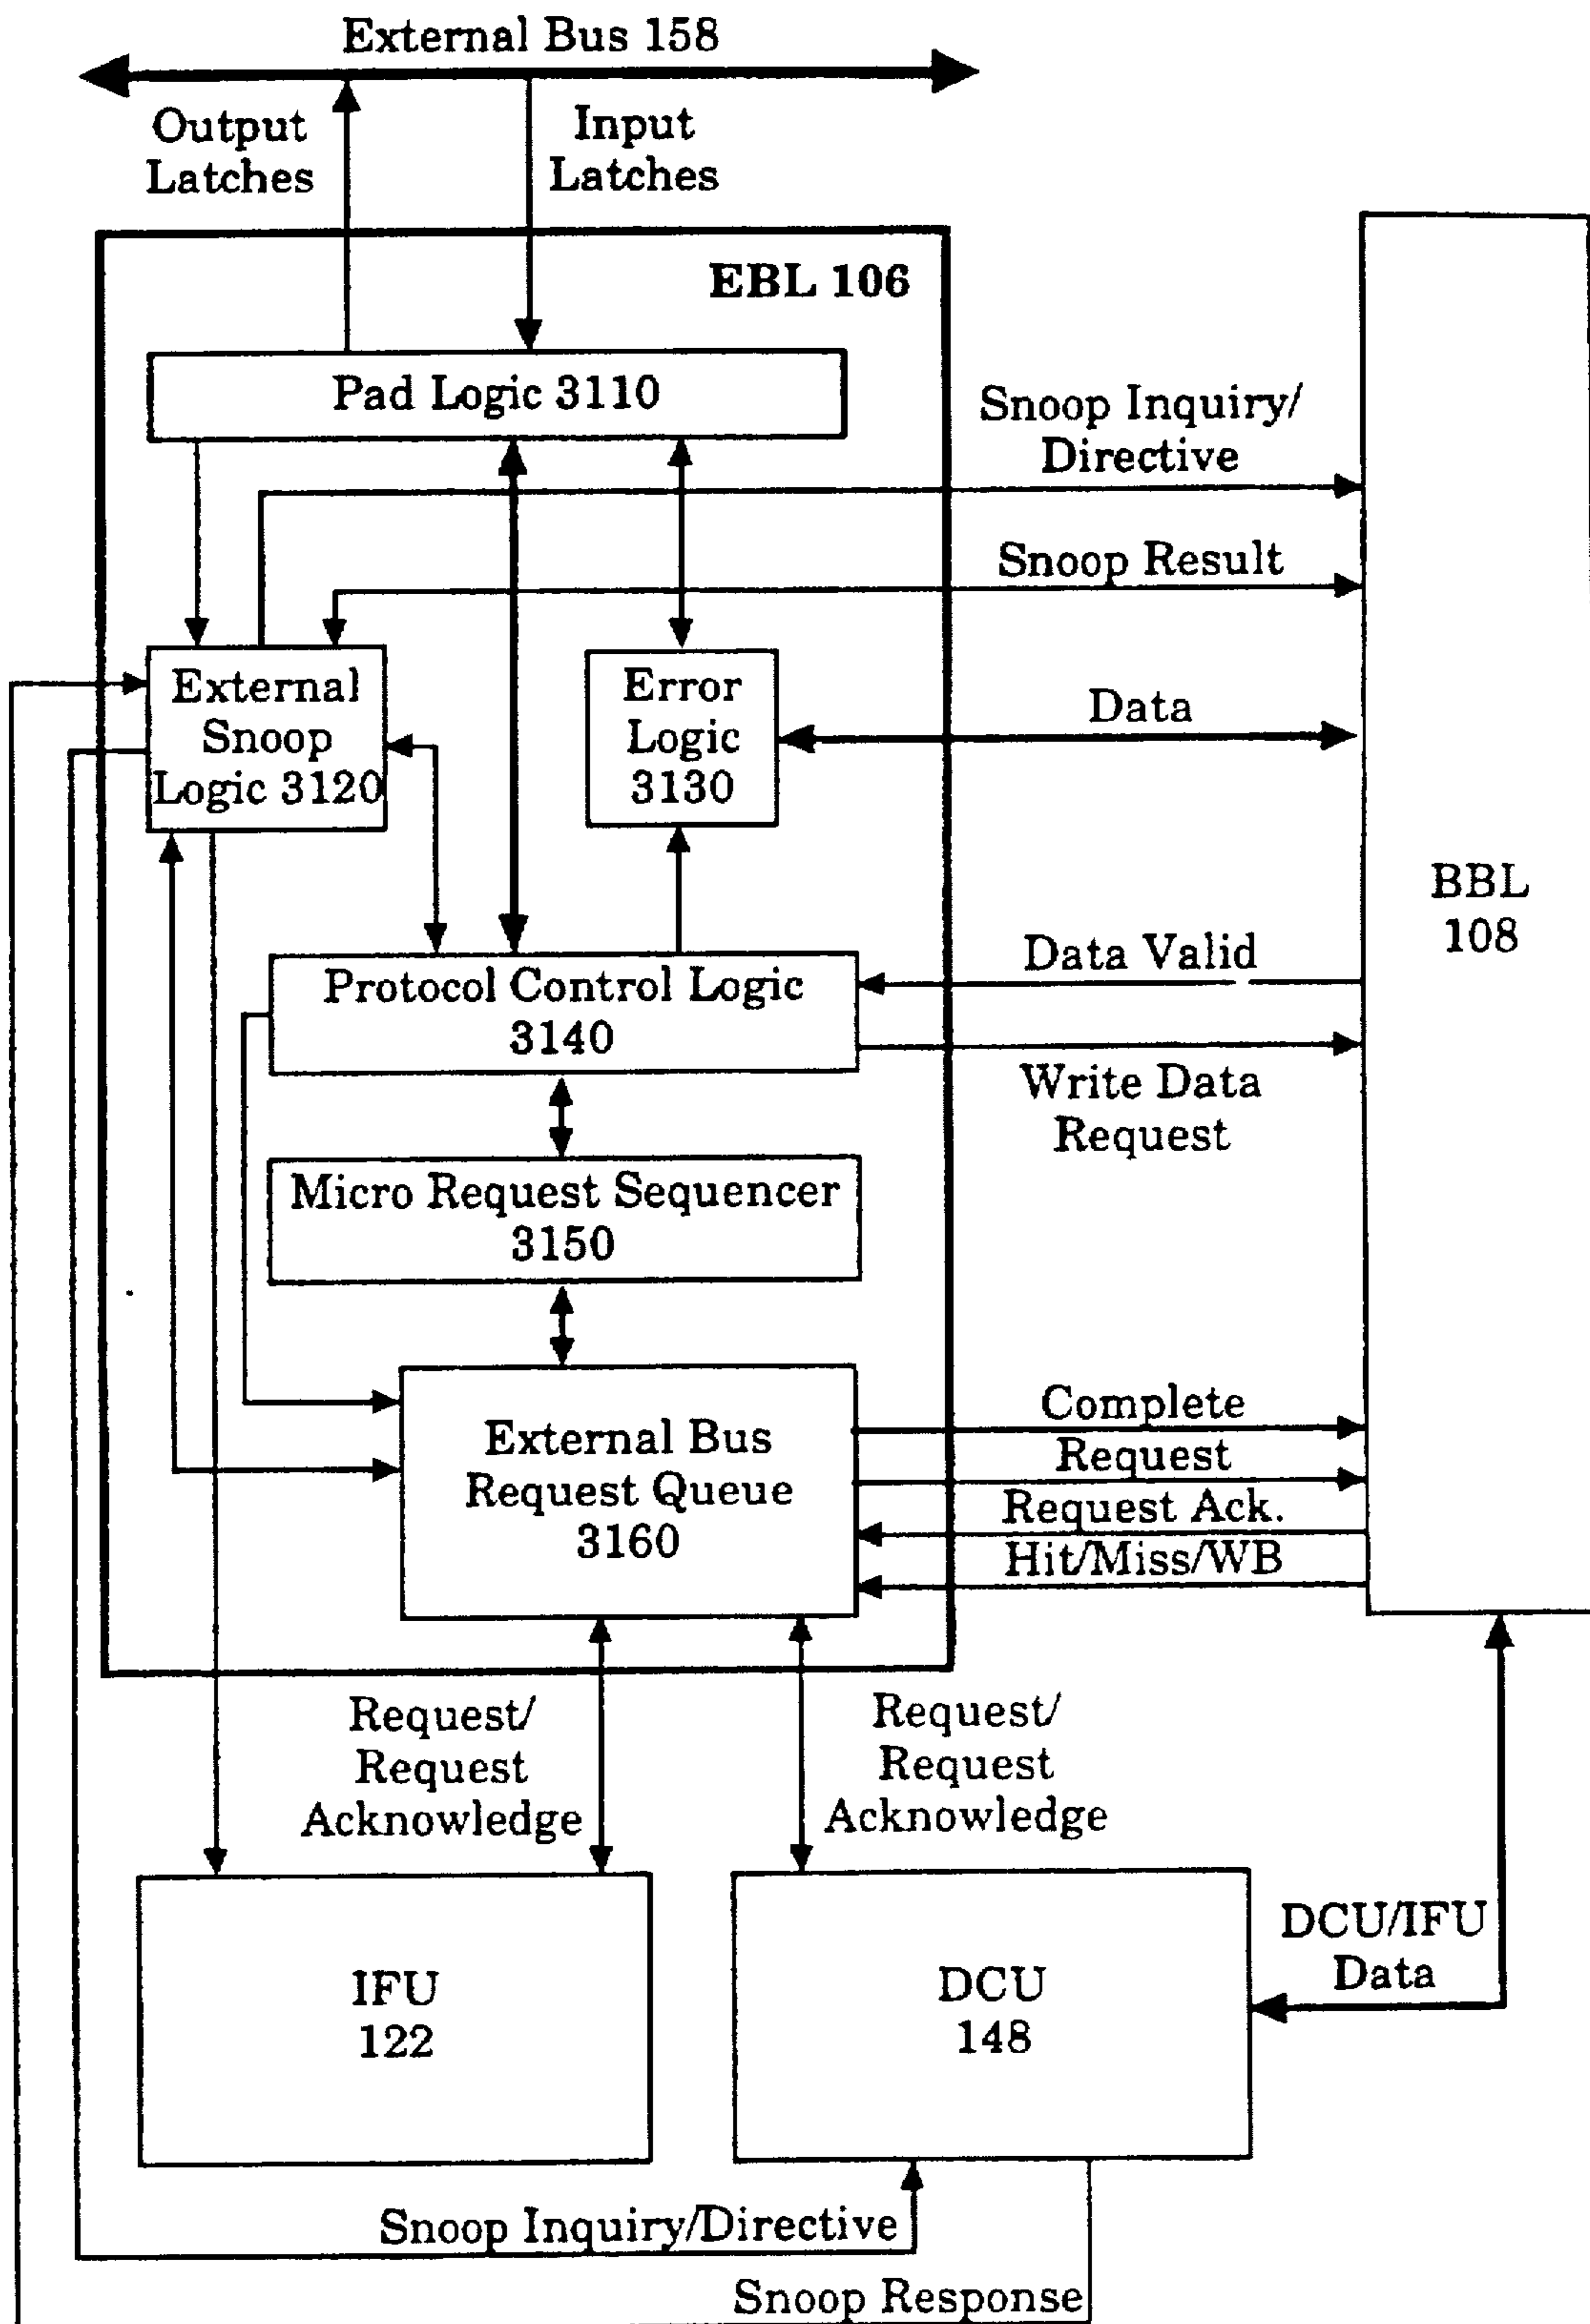 External Bus 158
Output
Latches
Input
Latches
EBL 106
Pad Logic 3110
Snoop Inquiry/
Directive
Snoop Result
External
Snoop
Logic 3120
Error
Logic
3130
Data
BBL
108
Data Valid
Protocol Control Logic
3140
Write Data
Request
Micro Request Sequencer
3150
External Bus
Request Queue
3160
Complete
Request
Request Ack.
Hit/Miss/WB
Request/
Request
Acknowledge
Request/
Request
Acknowledge
IFU
122
DCU
148
DCU/IFU
Data
Snoop Inquiry/Directive
Snoop Response